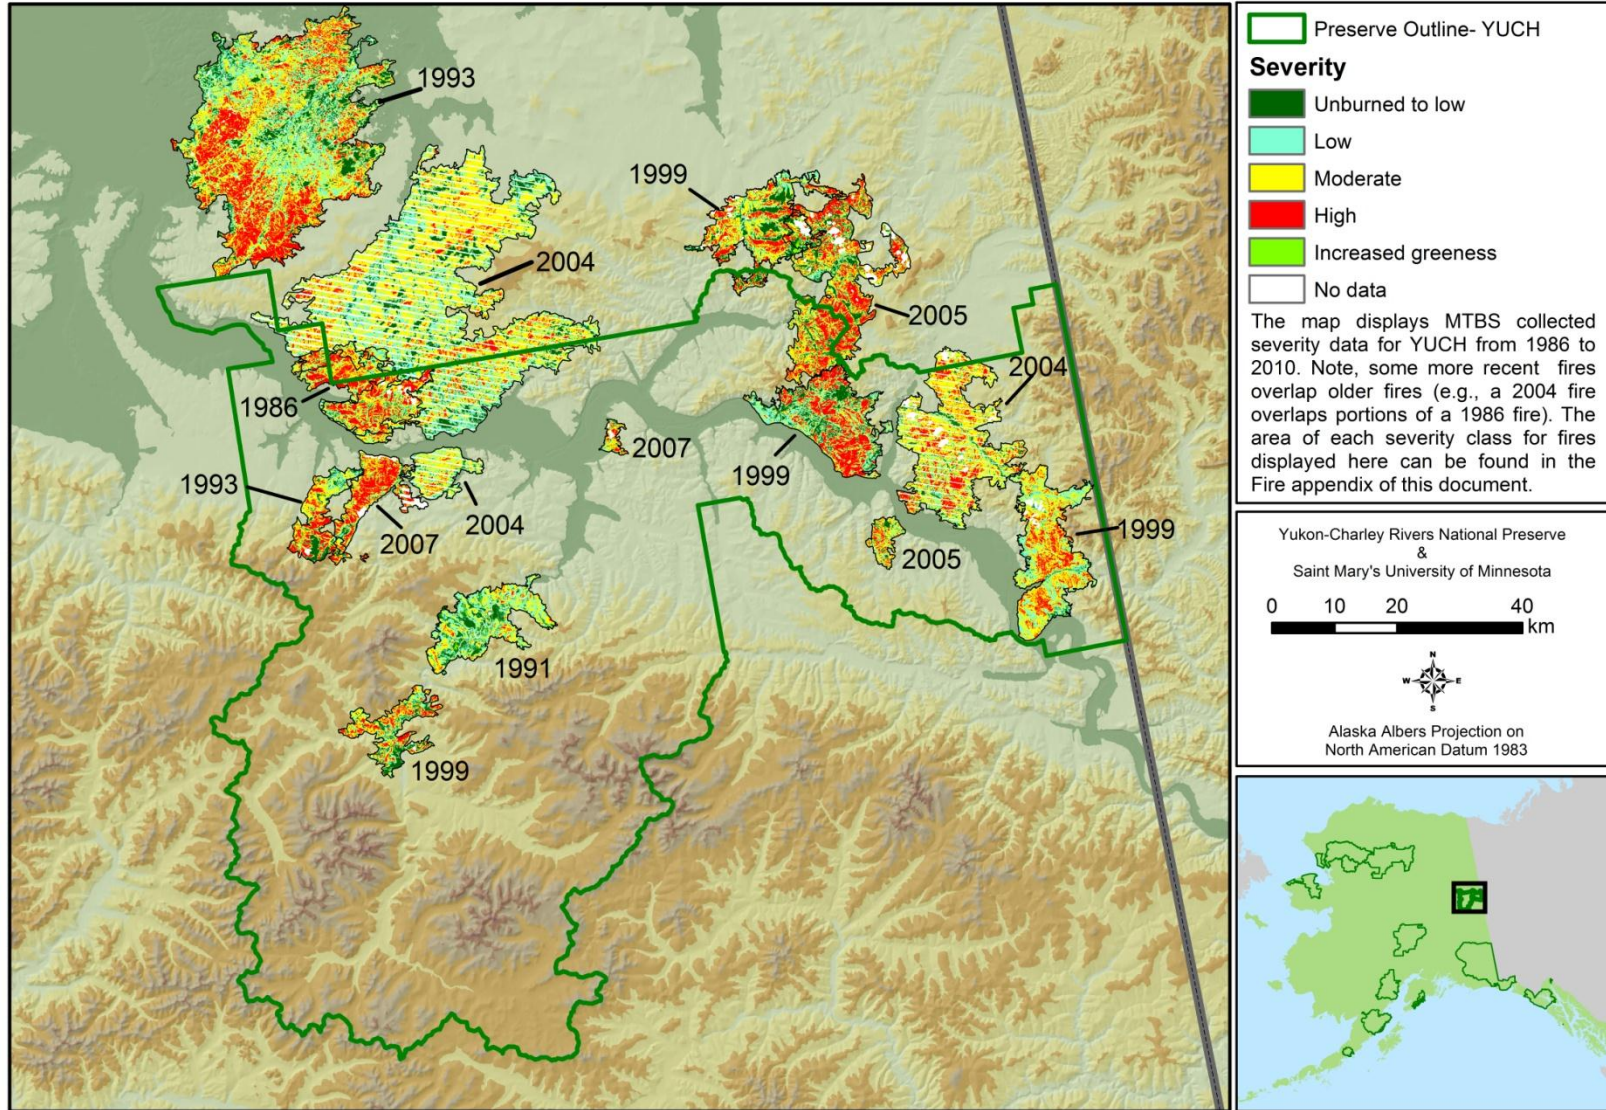 1993
1999
2004
2005
2004
1986
2007
1999
1993
2004
2007
1999
2005
1991
1999
Preserve Outline- YUCH
Severity
Unburned to low
Low
Moderate
High
Increased greeness
No data
The map displays MTBS collected
severity data for YUCH from 1986 to
2010. Note, some more recent fires
overlap older fires (e.g., a 2004 fire
overlaps portions of a 1986 fire). The
area of each severity class for fires
displayed here can be found in the
Fire appendix of this document.
Yukon-Charley Rivers National Preserve
&
Saint Mary's University of Minnesota
0 10 20 40
km
N
W E
S
Alaska Albers Projection on
North American Datum 1983